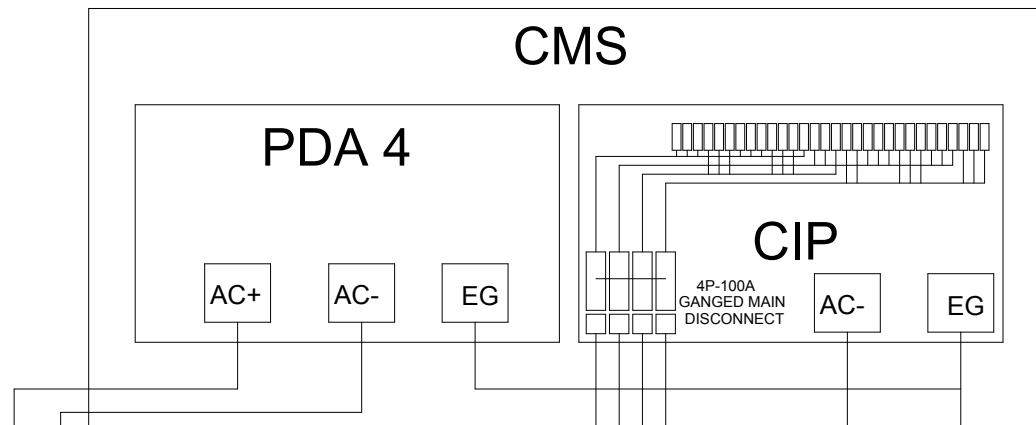 CMS
PDA 4
CIP
AC+
AC-
EG
4P-100A
GANGED MAIN
DISCONNECT
AC-
EG